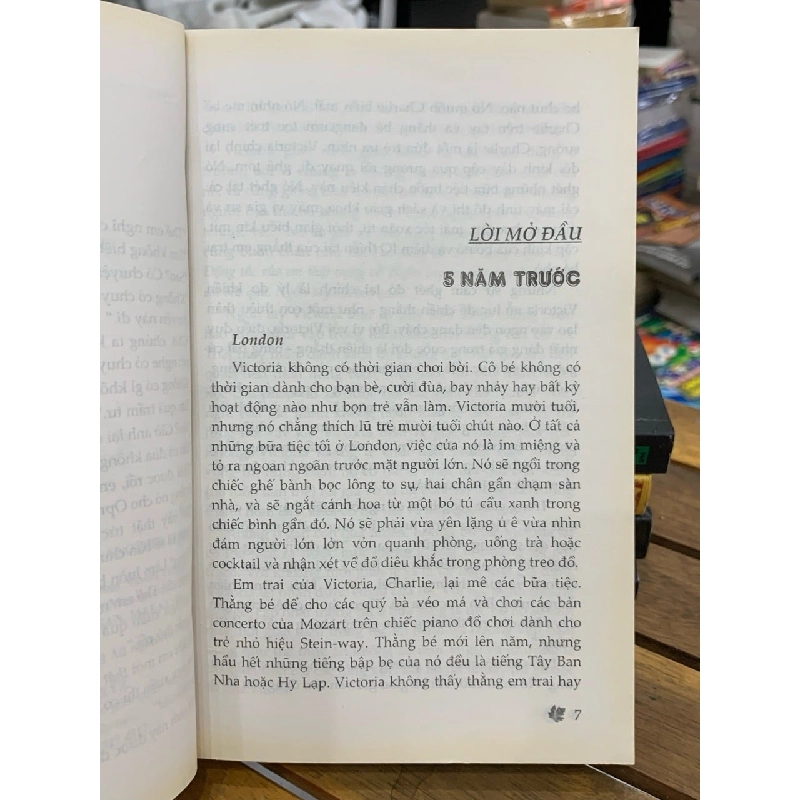 LỜI MỞ ĐẦU
5 NĂM TRƯỚC
London
Victoria không có thời gian chơi bời. Cô bé không có
thời gian dành cho bạn bè, cười đùa, bay nhảy hay bất kỳ
hoạt động nào như bọn trẻ vẫn làm. Victoria mười tuổi,
nhưng nó chẳng thích lũ trẻ mười tuổi chút nào. Ở tất cả
những bữa tiệc tối ở London, việc của nó là im miệng và
tỏ ra ngoan ngoãn trước mặt người lớn. Nó sẽ ngồi trong
chiếc ghế bành bọc lông to sụ, hai chân gần chạm sàn
nhà, và sẽ ngắt cánh hoa từ một bó tú cầu xanh trong
chiếc bình gần đó. Nó sẽ phải vừa yên lặng ủ ê vừa nhìn
đám người lớn lởn vởn quanh phòng, uống trà hoặc
cocktail và nhận xét về đồ điêu khắc trong phòng treo đồ.
Em trai của Victoria, Charlie, lại mê các bữa tiệc.
Thằng bé để cho các quý bà véo má và chơi các bản
concerto của Mozart trên chiếc piano đồ chơi dành cho
trẻ nhỏ hiệu Stein-way. Thằng bé mới lên năm, nhưng
hầu hết những tiếng bập bẹ của nó đều là tiếng Tây Ban
Nha hoặc Hy Lạp. Victoria không thấy thằng em trai hay
7